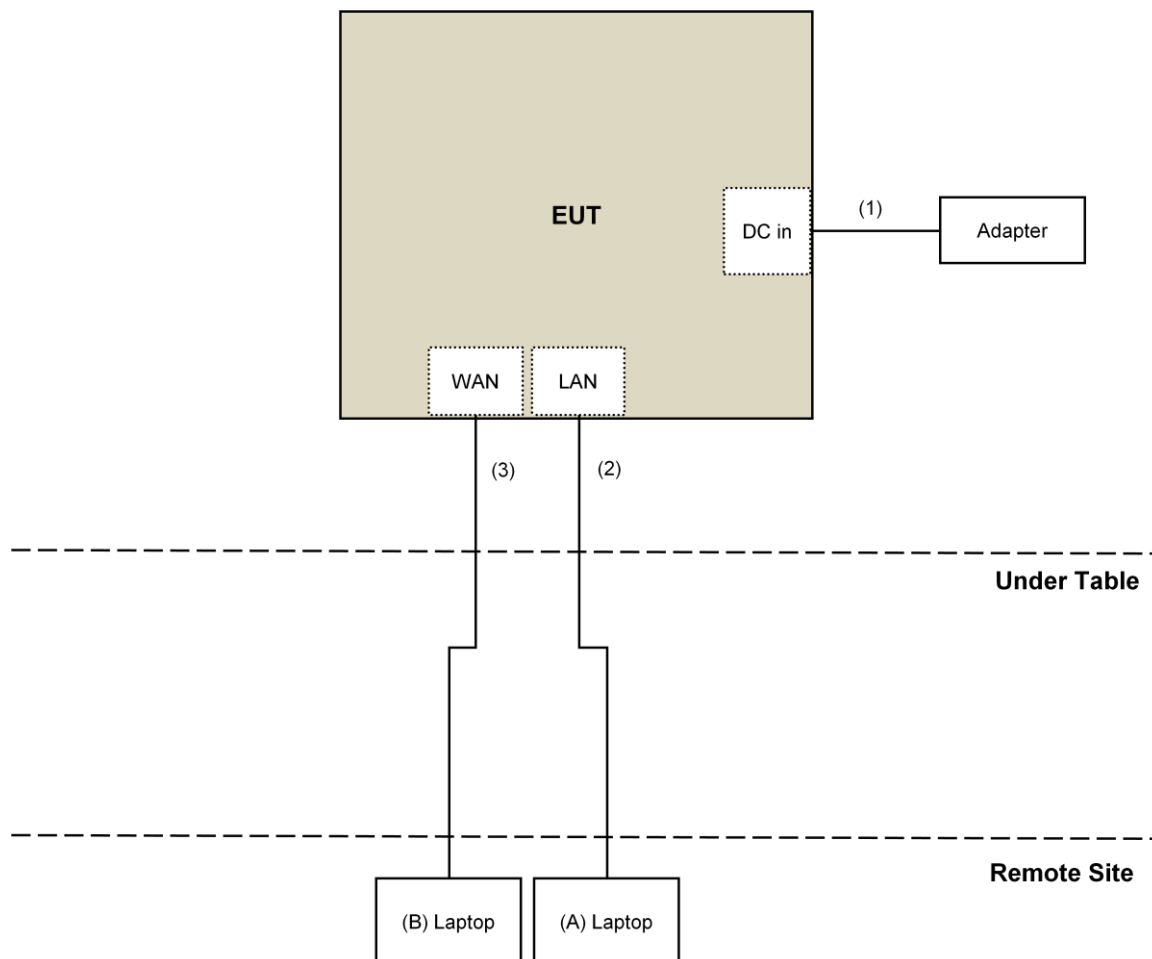 EUT
(1)
DC in
Adapter
WAN
LAN
(3)
(2)
Under Table
Remote Site
(B) Laptop
(A) Laptop